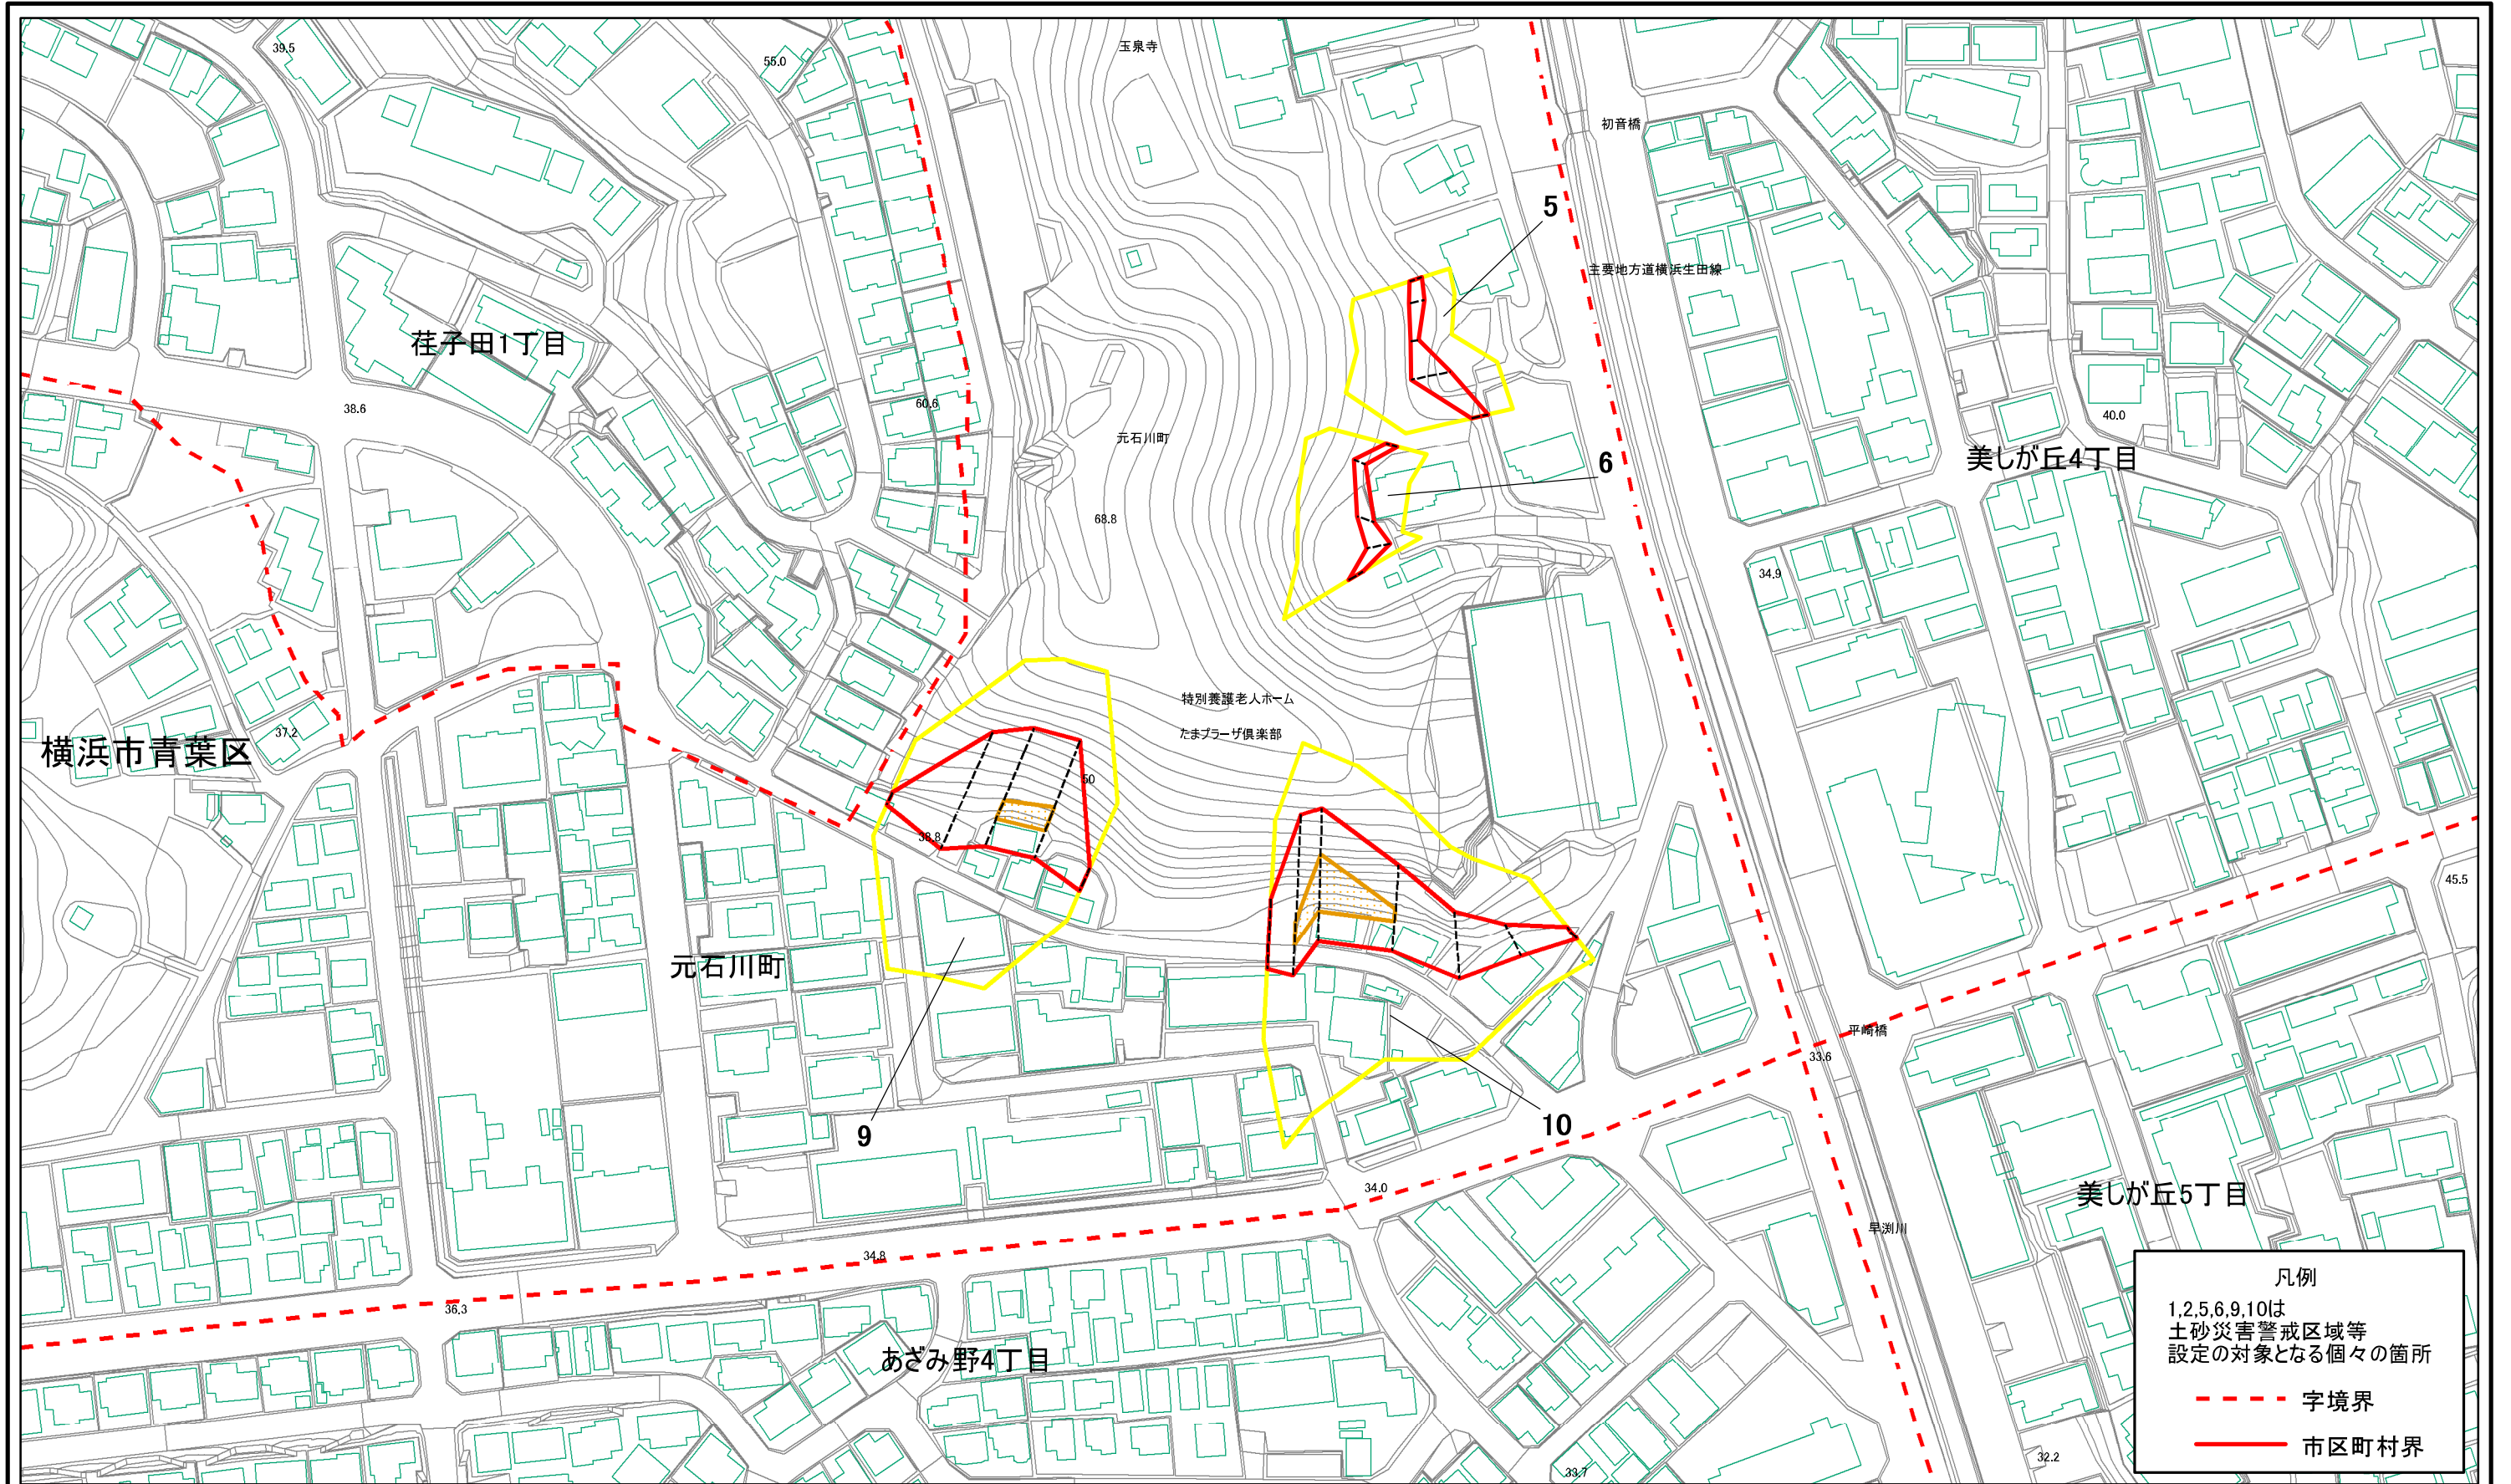 39.5
55.0
玉泉寺
初音橋
5
主要地方道横浜生田線
荏子田1丁目
38.6
60.6
元石川町
40.0
美しが丘4丁目
6
68.8
34.9
特別養護老人ホーム
たまプラーザ倶楽部
37.2
横浜市青葉区
50
38.8
45.5
元石川町
平崎橋
33.6
9
10
34.0
美しが丘5丁目
早渕川
34.8
36.3
あざみ野4丁目
33.7
32.2
凡例
1,2,5,6,9,10は
土砂災害警戒区域等
設定の対象となる個々の箇所
字境界
市区町村界